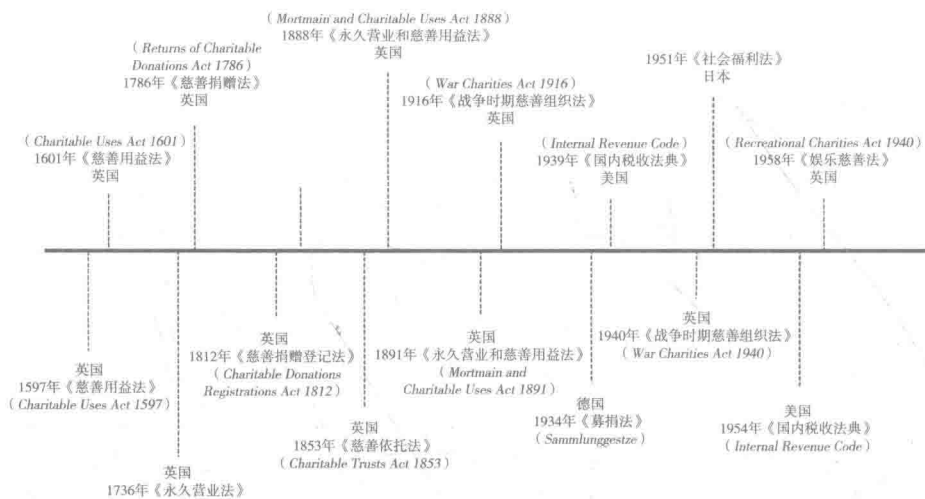 (Mortmain and Charitable Uses Act 1888)
1888年《永久营业和慈善用益法》
英国
(Returns of Charitable
Donations Act 1786)
1786年《慈善捐赠法》
英国
1951年《社会福利法》
日本
(War Charities Act 1916)
1916年《战争时期慈善组织法》
英国
(Charitable Uses Act 1601)
1601年《慈善用益法》
英国
(Internal Revenue Code)
1939年《国内税收法典》
美国
(Recreational Charities Act 1940)
1958年《娱乐慈善法》
英国
英国
1597年《慈善用益法》
(Charitable Uses Act 1597)
英国
1736年《永久营业法》
英国
1812年《慈善捐赠登记法》
(Charitable Donations
Registrations Act 1812)
英国
1853年《慈善依托法》
(Charitable Trusts Act 1853)
英国
1891年《永久营业和慈善用益法》
(Mortmain and
Charitable Uses Act 1891)
德国
1934年《募捐法》
(Sammlunggestze)
英国
1940年《战争时期慈善组织法》
(War Charities Act 1940)
美国
1954年《国内税收法典》
(Internal Revenue Code)